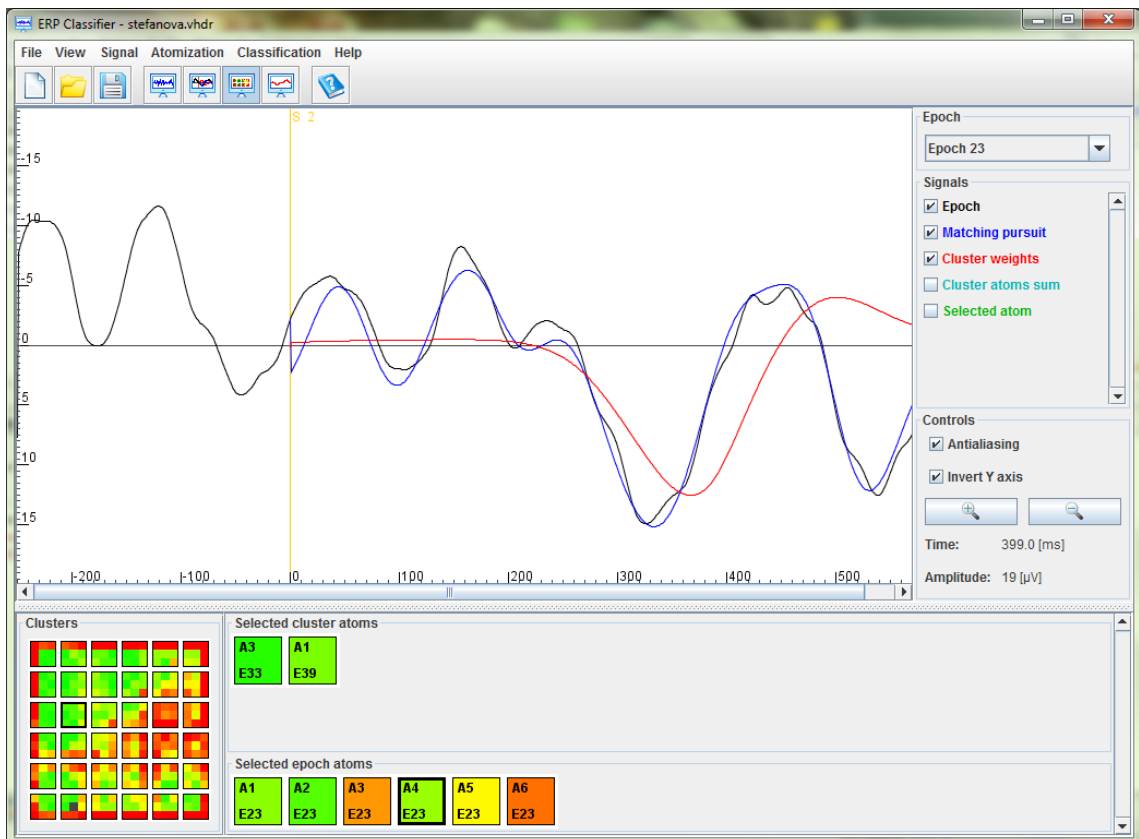 ERP Classifier - stefanova.vhdr
File View Signal Atomization Classification Help
S 2
-15
-10
-5
0
5
10
15
-200 -100 0 100 200 300 400 500
Epoch
Epoch 23
Signals
Epoch
Matching pursuit
Cluster weights
Cluster atoms sum
Selected atom
Controls
Antialiasing
Invert Y axis
Time: 399.0 [ms]
Amplitude: 19 [µV]
Clusters
Selected cluster atoms
A3 A1
E33 E39
Selected epoch atoms
A1 A2 A3 A4 A5 A6
E23 E23 E23 E23 E23 E23